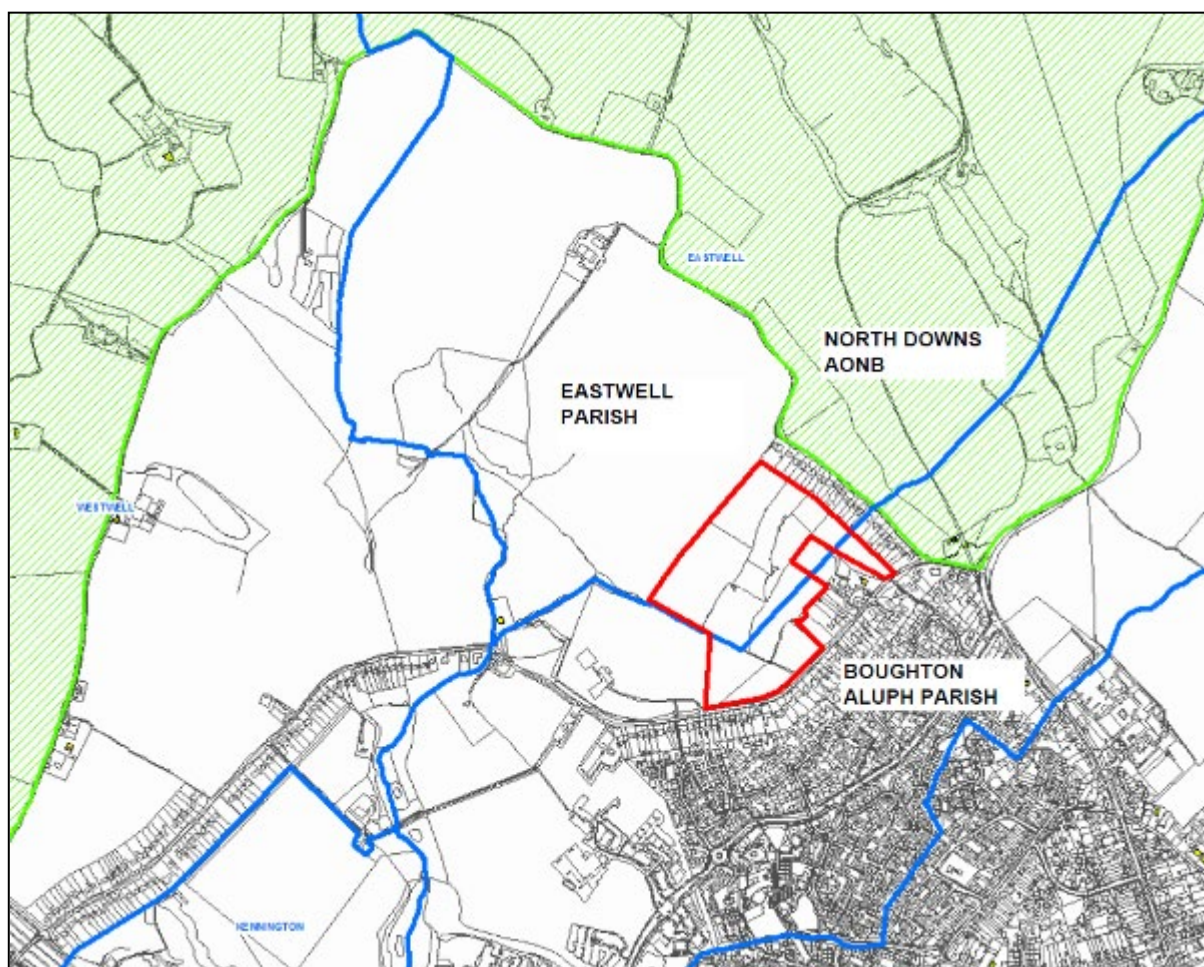 EASTWELL
NORTH DOWNS
AONB
EASTWELL
PARISH
WESTWELL
BOUGHTON
ALUPH PARISH
KENNINGTON